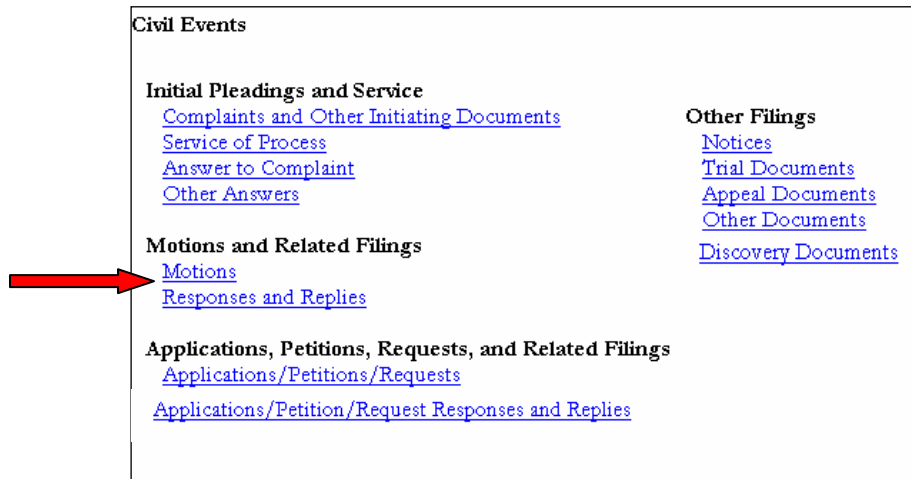 Civil Events
Initial Pleadings and Service
Complaints and Other Initiating Documents
Service of Process
Answer to Complaint
Other Answers
Motions and Related Filings
Motions
Responses and Replies
Applications, Petitions, Requests, and Related Filings
Applications/Petitions/Requests
Applications/Petition/Request Responses and Replies
Other Filings
Notices
Trial Documents
Appeal Documents
Other Documents
Discovery Documents